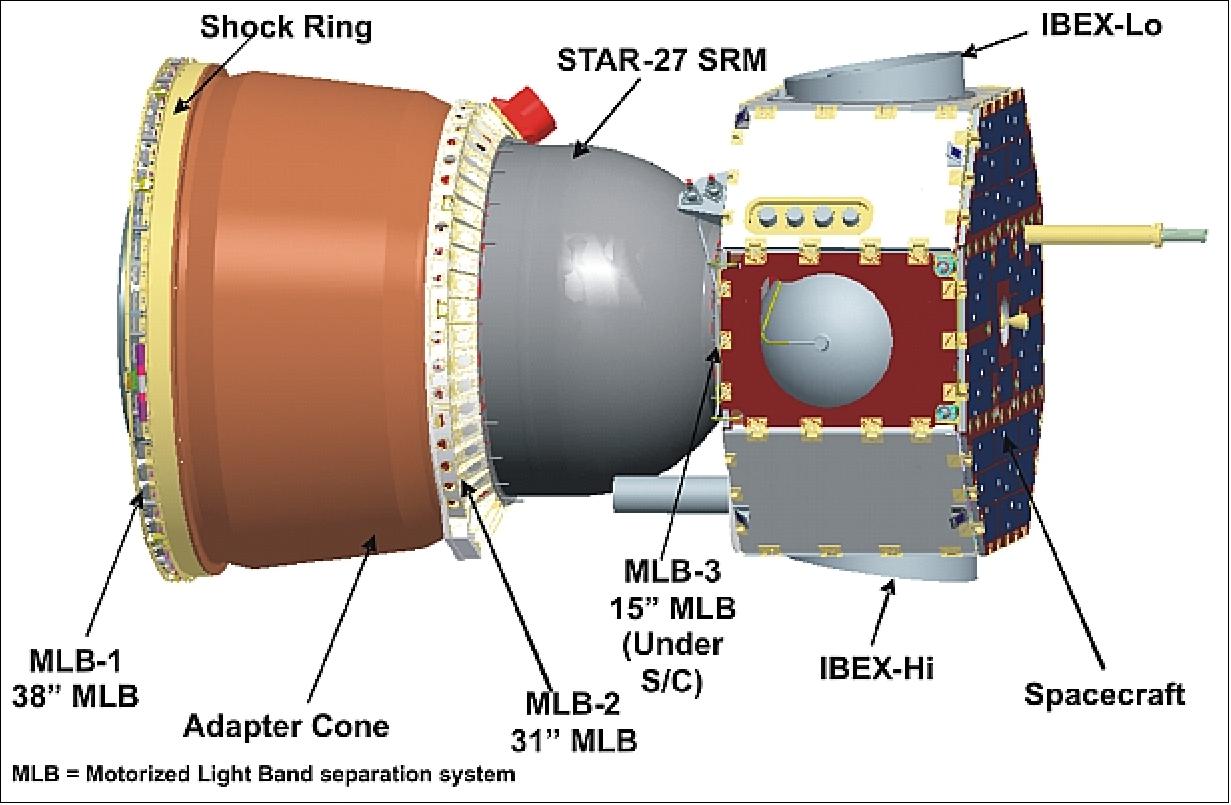 Shock Ring
IBEX-Lo
STAR-27 SRM
MLB-3
15” MLB
(Under
S/C)
MLB-1
38” MLB
IBEX-Hi
Spacecraft
MLB-2
31” MLB
Adapter Cone
MLB = Motorized Light Band separation system